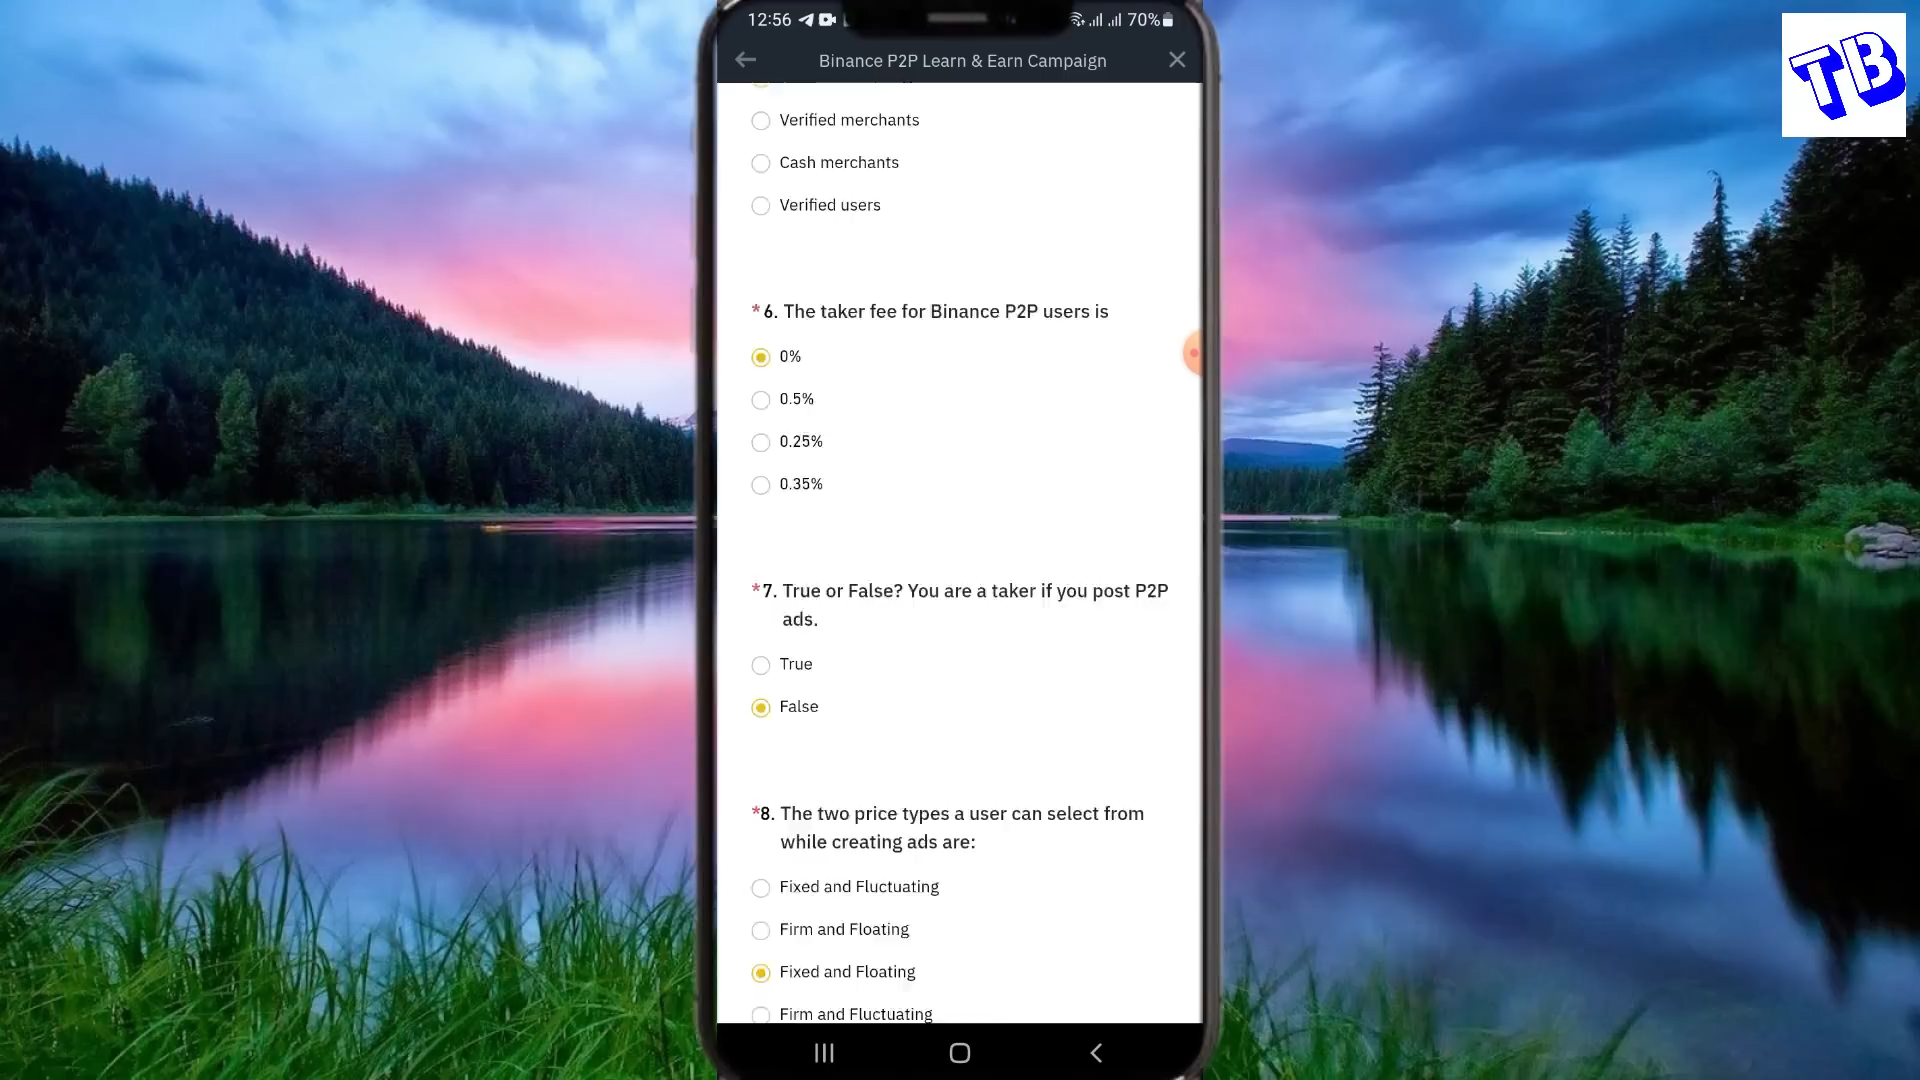 12:56 70%
TB
Binance P2P Learn & Earn Campaign
Verified merchants
Cash merchants
Verified users
*6. The taker fee for Binance P2P users is
0%
0.5%
0.25%
0.35%
*7. True or False? You are a taker if you post P2P
ads.
True
False
*8. The two price types a user can select from
while creating ads are:
Fixed and Fluctuating
Firm and Floating
Fixed and Floating
Firm and Fluctuating